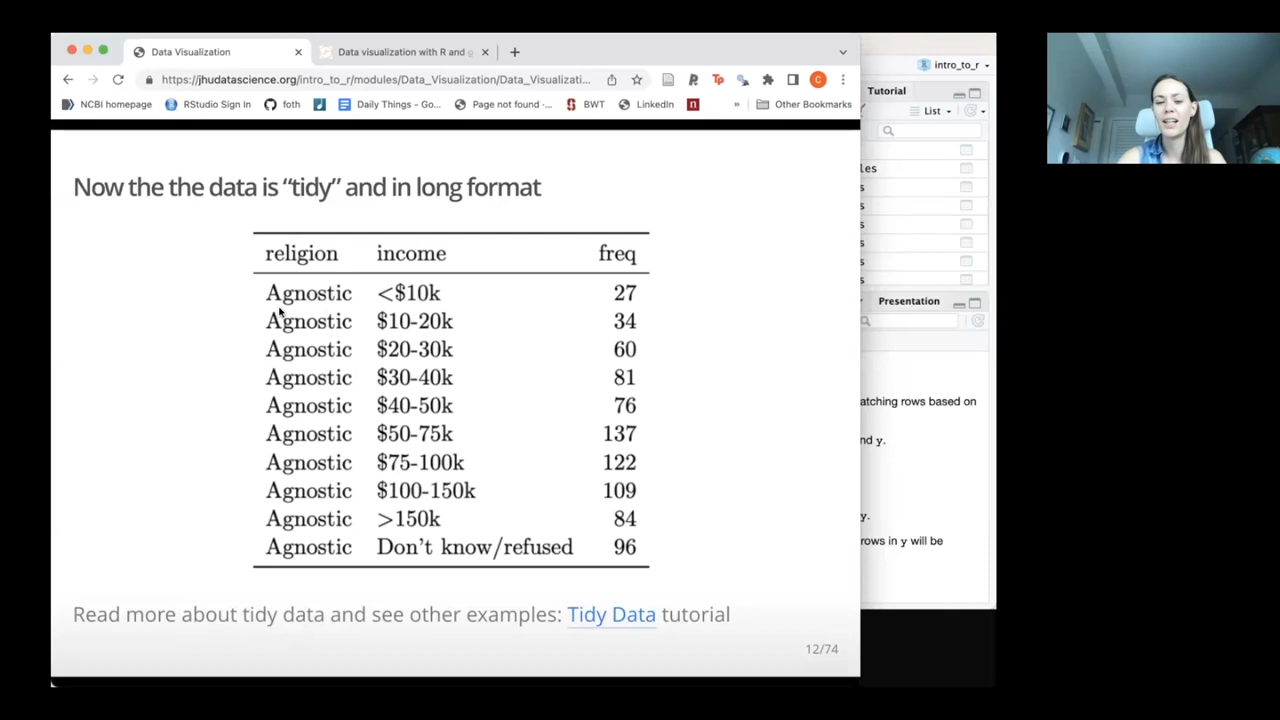 Data Visualization
Data visualization with R and g
https://jhudatascience.org/intro_to_r/modules/Data_Visualization/Data_Visualizati...
NCBI homepage
RStudio Sign In
foth
Daily Things - Go...
Page not found -...
BWT
LinkedIn
»
Other Bookmarks
intro_to_r
Tutorial
List
Now the the data is “tidy” and in long format
religion income freq
Agnostic <$10k 27
Agnostic $10-20k 34
Agnostic $20-30k 60
Agnostic $30-40k 81
Agnostic $40-50k 76
Agnostic $50-75k 137
Agnostic $75-100k 122
Agnostic $100-150k 109
Agnostic >150k 84
Agnostic Don’t know/refused 96
Read more about tidy data and see other examples: Tidy Data tutorial
12/74
les
s
s
s
s
s
Presentation
atching rows based on
nd y.
y.
rows in y will be